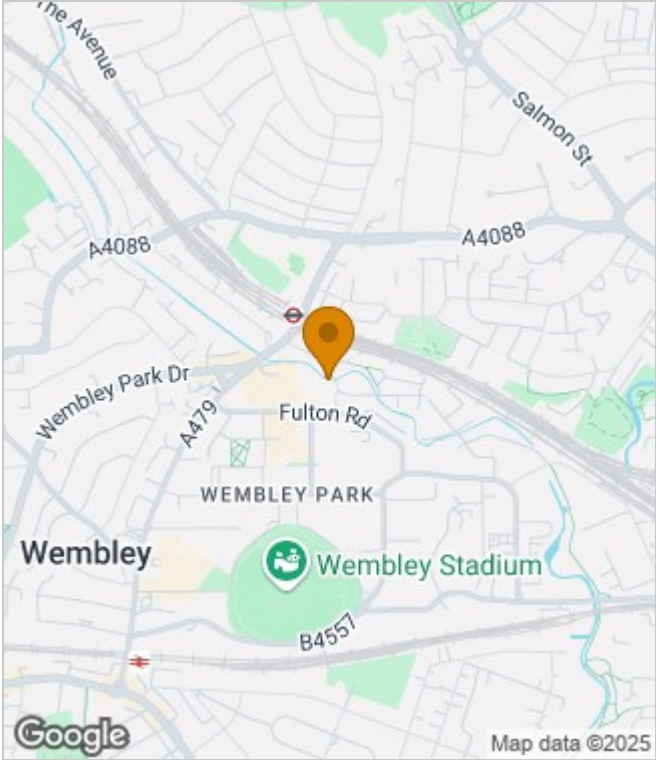 The Avenue
Salmon St
A4088
A4088
Wembley Park Dr
A479
Fulton Rd
WEMBLEY PARK
Wembley
Wembley Stadium
B4557
Google
Map data ©2025